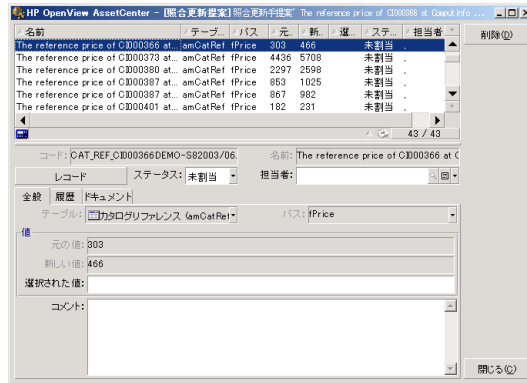 HP OpenView AssetCenter - [照合更新提案] 照合更新手提案' The reference price of CI000366 at Comput info ...
名前 テーブ... パス 元. 新.. 選.. ステ... 担当者
The reference price of CI000366 at... amCatRef fPrice 303 466 未割当 .
The reference price of CI000373 at... amCatRef fPrice 4436 5708 未割当 .
The reference price of CI000380 at... amCatRef fPrice 2297 2598 未割当 .
The reference price of CI000387 at... amCatRef fPrice 853 1025 未割当 .
The reference price of CI000387 at... amCatRef fPrice 867 982 未割当 .
The reference price of CI000401 at... amCatRef fPrice 182 231 未割当 .
43 / 43
削除(D)
コード: CAT_REF_CI000366DEMO-S82003/06. 名前: The reference price of CI000366 at C
レコード ステータス: 未割当 担当者:
全般 履歴 ドキュメント
テーブル: カタログリファレンス (amCatRef パス: fPrice
値
元の値: 303
新しい値: 466
選択された値:
コメント:
閉じる(C)